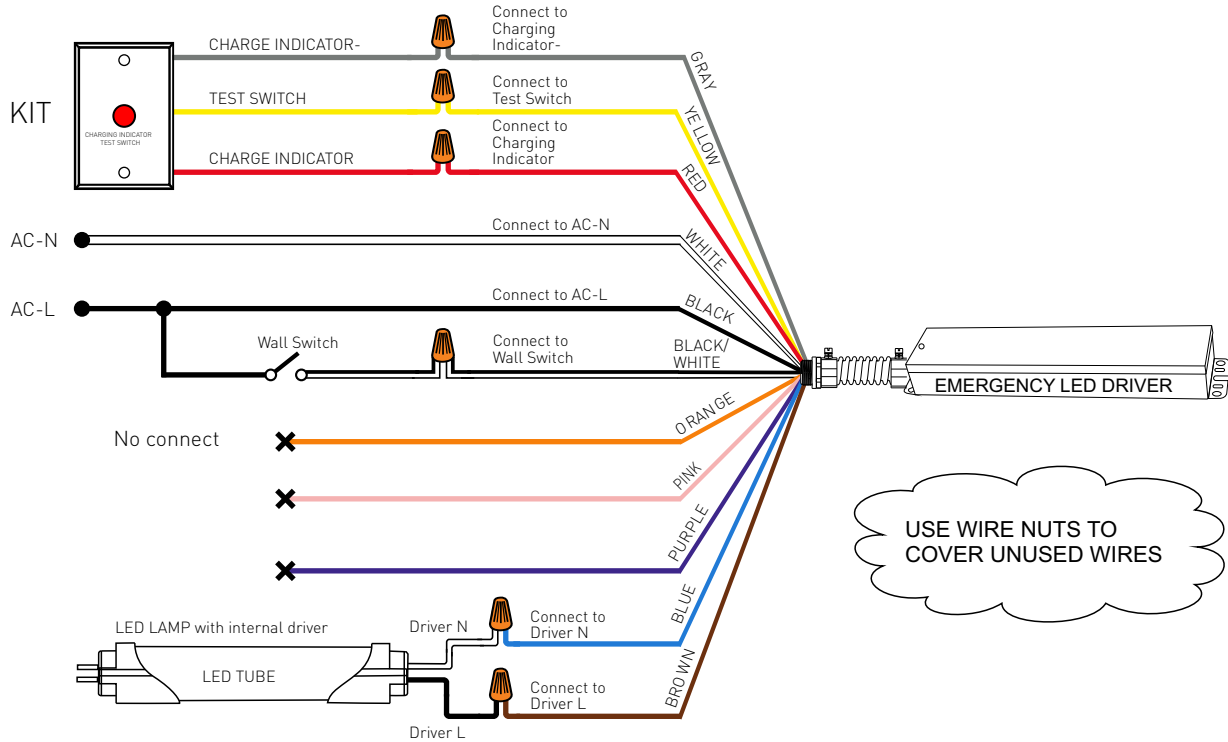 KIT
CHARGING INDICATOR
TEST SWITCH
CHARGE INDICATOR-
Connect to
Charging
Indicator-
GRAY
TEST SWITCH
Connect to
Test Switch
YELLOW
CHARGE INDICATOR
Connect to
Charging
Indicator
RED
AC-N
Connect to AC-N
WHITE
AC-L
Connect to AC-L
BLACK
Wall Switch
Connect to
Wall Switch
BLACK/
WHITE
EMERGENCY LED DRIVER
No connect
ORANGE
PINK
PURPLE
USE WIRE NUTS TO
COVER UNUSED WIRES
LED LAMP with internal driver
LED TUBE
Driver N
Connect to
Driver N
BLUE
Driver L
Connect to
Driver L
BROWN